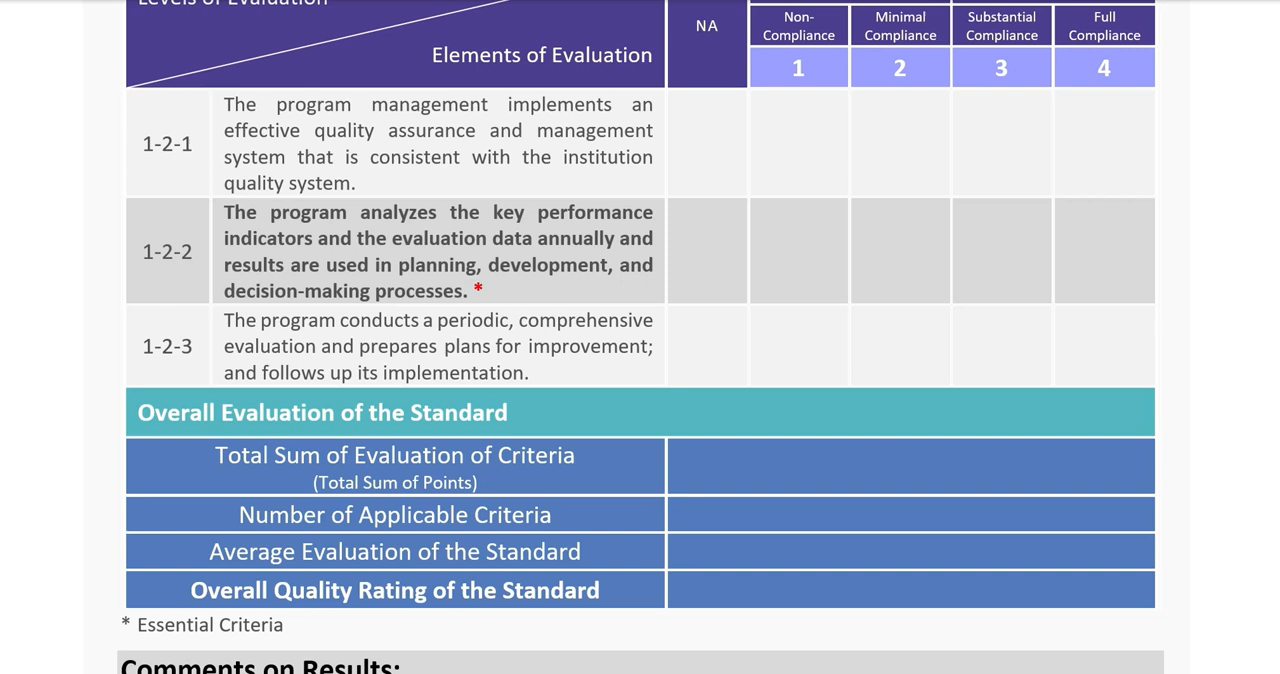 Levels of Evaluation
Elements of Evaluation
NA
Non-
Compliance
Minimal
Compliance
Substantial
Compliance
Full
Compliance
1
2
3
4
1-2-1
The program management implements an
effective quality assurance and management
system that is consistent with the institution
quality system.
1-2-2
The program analyzes the key performance
indicators and the evaluation data annually and
results are used in planning, development, and
decision-making processes. *
1-2-3
The program conducts a periodic, comprehensive
evaluation and prepares plans for improvement;
and follows up its implementation.
Overall Evaluation of the Standard
Total Sum of Evaluation of Criteria
(Total Sum of Points)
Number of Applicable Criteria
Average Evaluation of the Standard
Overall Quality Rating of the Standard
* Essential Criteria
Comments on Results: